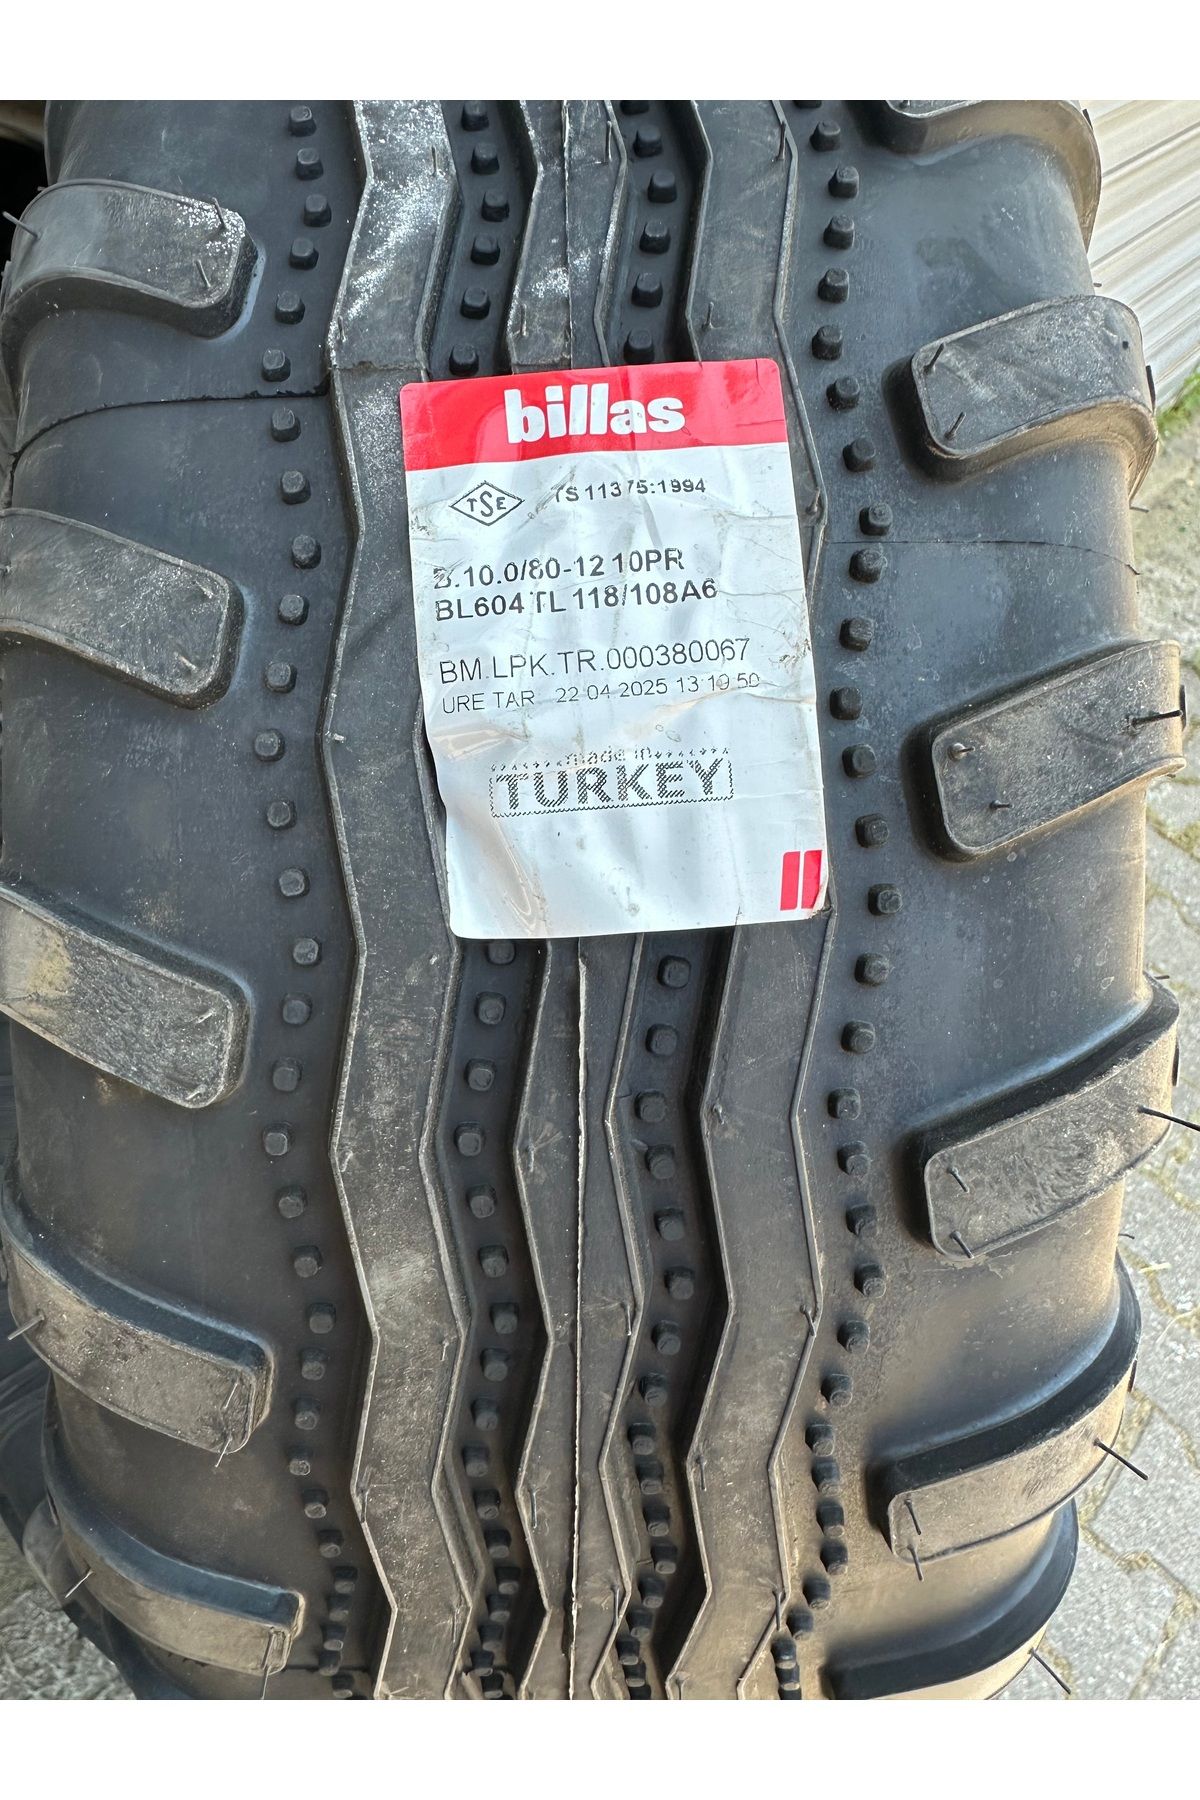 billas
TSE TS 11375:1994
B.10.0/80-12 10PR
BL604 TL 118/108A6
BM.LPK.TR.000380067
URE TAR 22 04 2025 13:19 50
made in
TURKEY